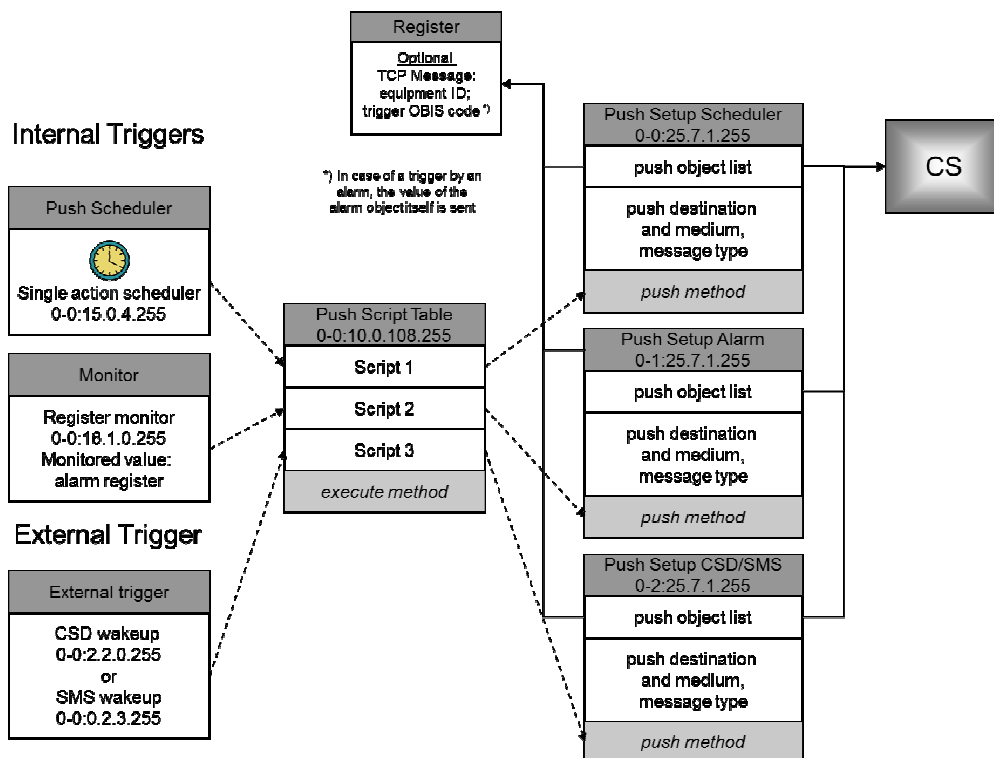 Register
Optional
TCP Message:
equipment ID;
trigger OBIS code *)
*) In case of a trigger by an
alarm, the value of the
alarm objectitself is sent
Internal Triggers
Push Scheduler
Single action scheduler
0-0:15.0.4.255
Monitor
Register monitor
0-0:16.1.0.255
Monitored value:
alarm register
External Trigger
External trigger
CSD wakeup
0-0:2.2.0.255
or
SMS wakeup
0-0:0.2.3.255
Push Script Table
0-0:10.0.108.255
Script 1
Script 2
Script 3
execute method
Push Setup Scheduler
0-0:25.7.1.255
push object list
push destination
and medium,
message type
push method
Push Setup Alarm
0-1:25.7.1.255
push object list
push destination
and medium,
message type
push method
Push Setup CSD/SMS
0-2:25.7.1.255
push object list
push destination
and medium,
message type
push method
CS